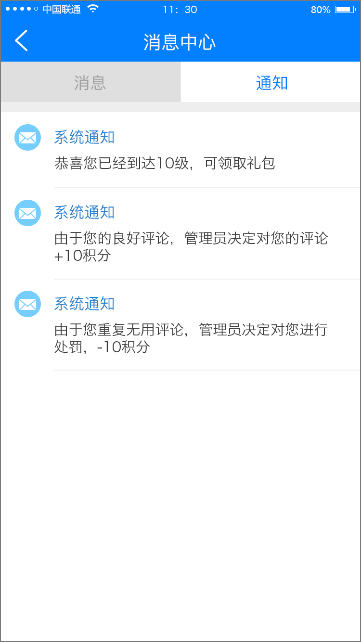 中国联通 11：30 80%
消息中心
消息 通知
系统通知
恭喜您已经到达10级，可领取礼包
系统通知
由于您的良好评论，管理员决定对您的评论
+10积分
系统通知
由于您重复无用评论，管理员决定对您进行
处罚，-10积分